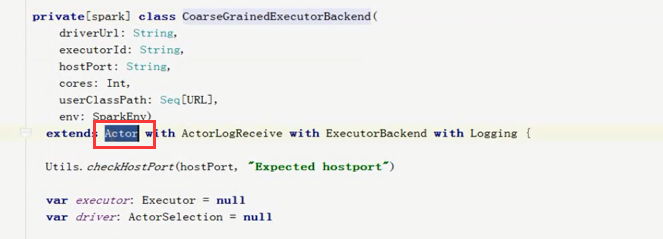 private[spark] class CoarseGrainedExecutorBackend(
driverUrl: String,
executorId: String,
hostPort: String,
cores: Int,
userClassPath: Seq[URL],
env: SparkEnv)
extends Actor with ActorLogReceive with ExecutorBackend with Logging {
Utils.checkHostPort(hostPort, "Expected hostport")
var executor: Executor = null
var driver: ActorSelection = null